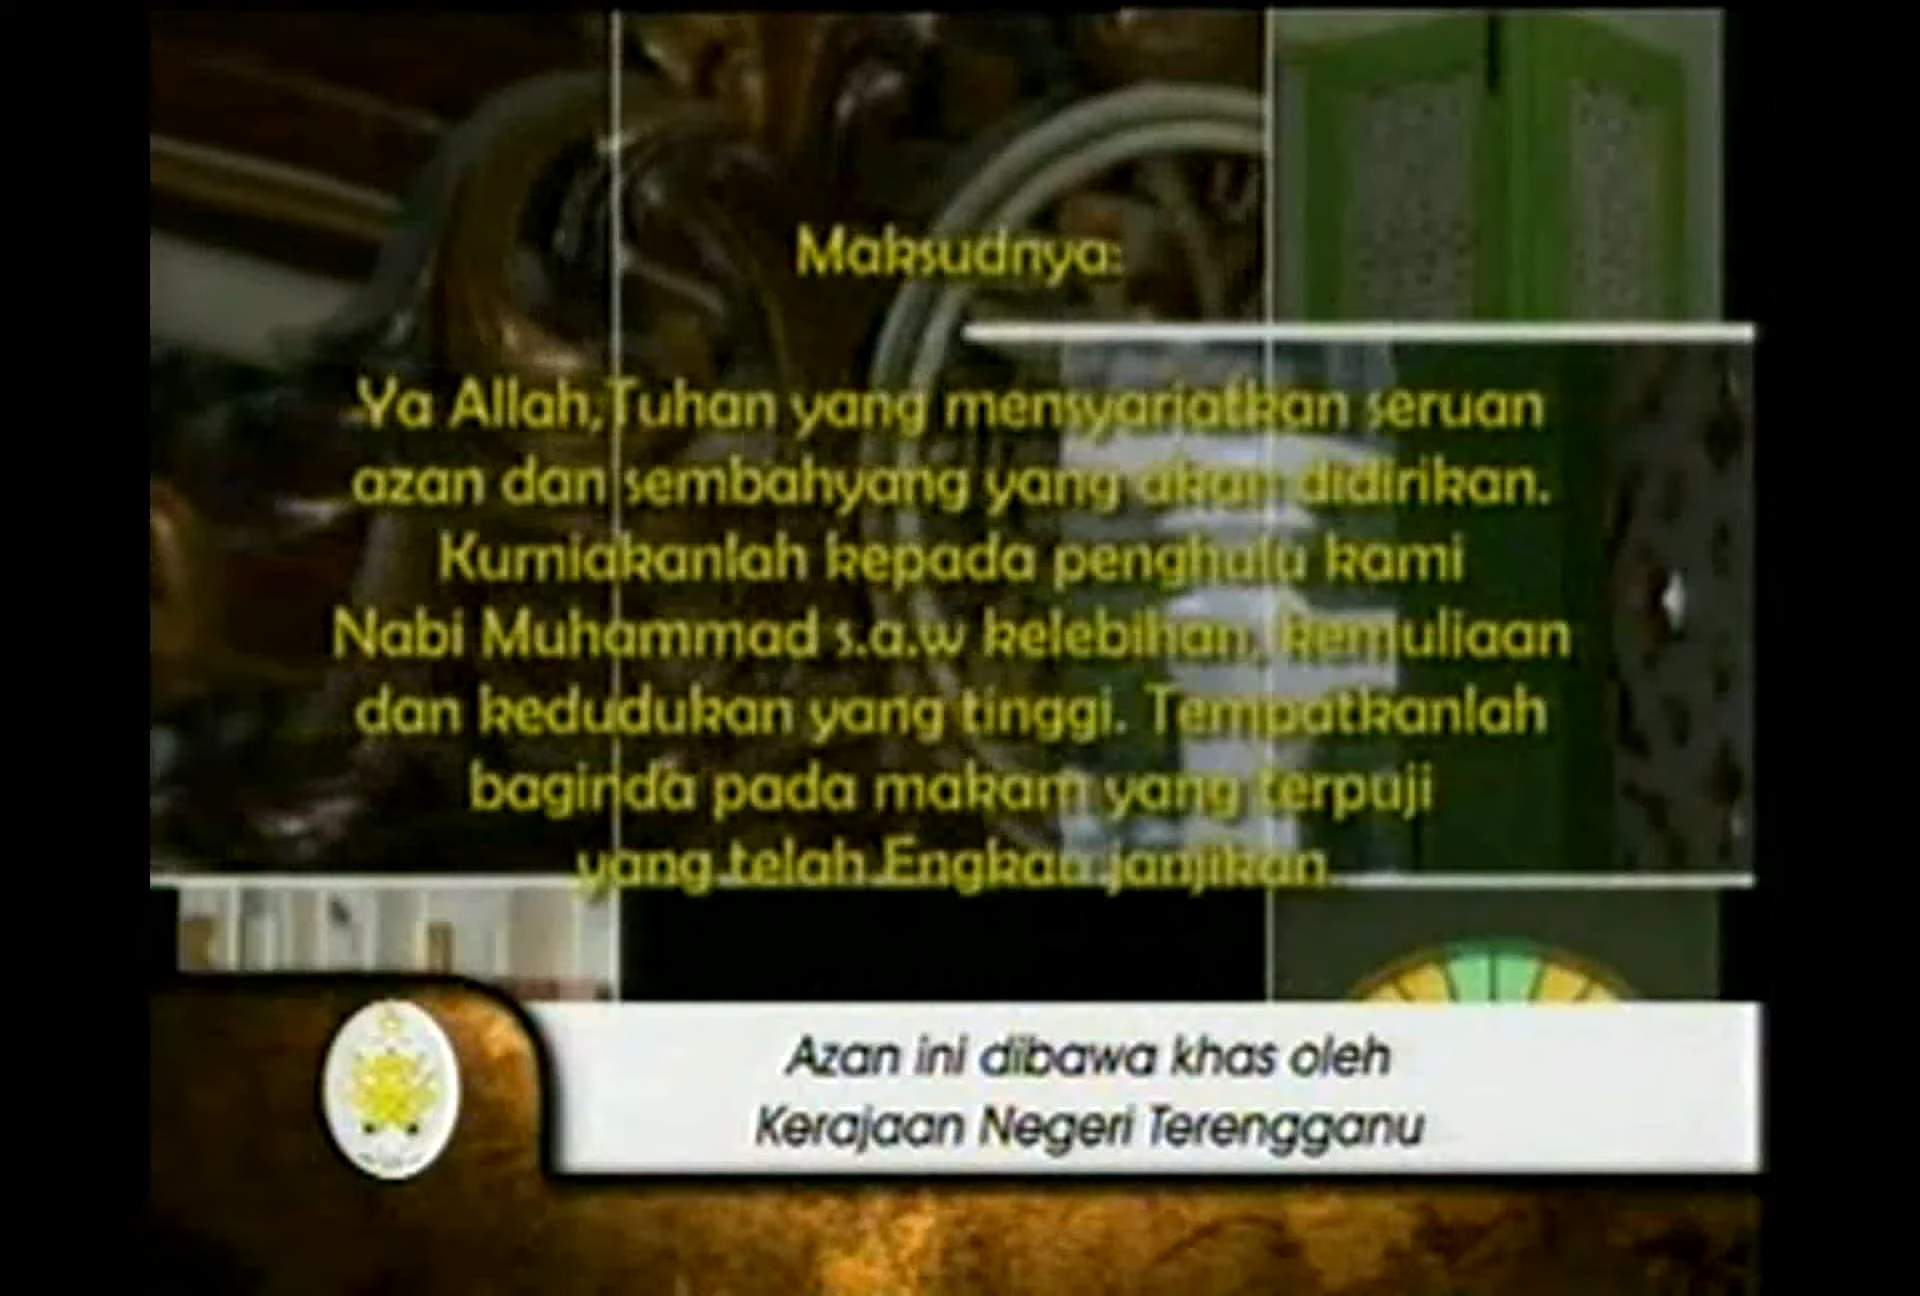 Maksudnya:
Ya Allah,Tuhan yang mensyariatkan seruan
azan dan sembahyang yang akan didirikan.
Kurniakanlah kepada penghulu kami
Nabi Muhammad s.a.w kelebihan, kemuliaan
dan kedudukan yang tinggi. Tempatkanlah
baginda pada makam yang terpuji
yang telah Engkau janjikan.
Azan ini dibawa khas oleh
Kerajaan Negeri Terengganu